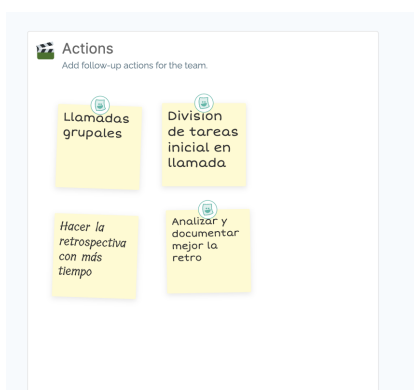 Actions
Add follow-up actions for the team.
Llamadas
grupales
División
de tareas
inicial en
llamada
Hacer la
retrospectiva
con más
tiempo
Analizar y
documentar
mejor la
retro